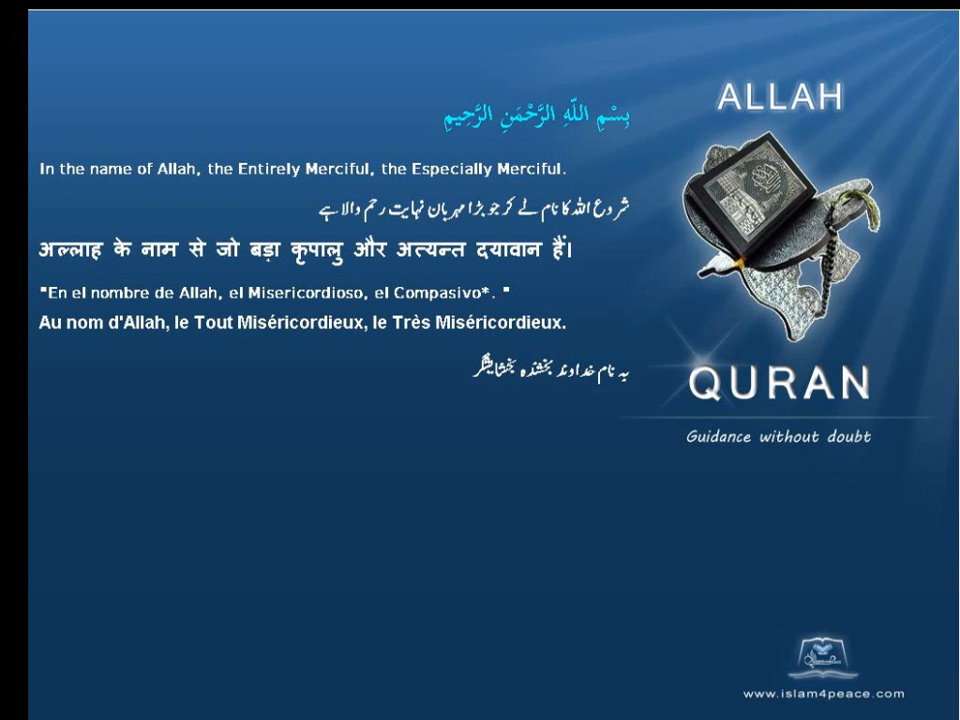 بِسْمِ اللَّهِ الرَّحْمَنِ الرَّحِيمِ
In the name of Allah, the Entirely Merciful, the Especially Merciful.
شروع الله کا نام لے کر جو بڑا مہربان نہایت رحم والا ہے
अल्लाह के नाम से जो बड़ा कृपालु और अत्यन्त दयावान हैं।
"En el nombre de Allah, el Misericordioso, el Compasivo*. "
Au nom d'Allah, le Tout Miséricordieux, le Très Miséricordieux.
به نام خداوند بخشنده بخشایشگر
ALLAH
QURAN
Guidance without doubt
www.islam4peace.com